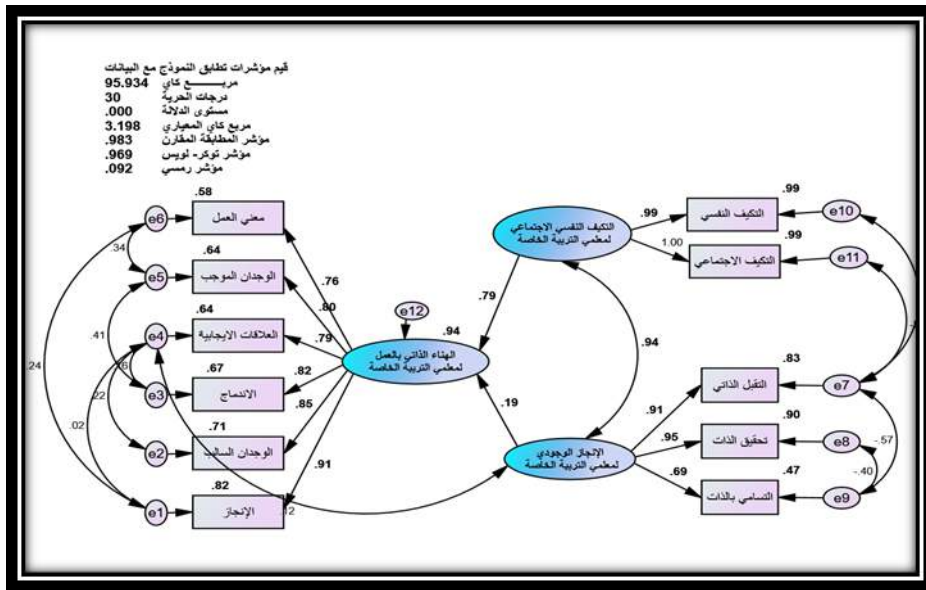 قيم مؤشرات تطابق النموذج مع البيانات
مربـــــع كاي 95.934
درجات الحرية 30
مستوى الدلالة .000
مربع كاي المعياري 3.198
مؤشر المطابقة المقارن .983
مؤشر توكر- لويس .969
مؤشر رمسي .092
.58
e6
معني العمل
.34
.64
e5
الوجدان الموجب
.76
.80
.64
e4
العلاقات الايجابية
.79
.41
.67
e3
الاندماج
.82
.24
.22
.02
.71
e2
الوجدان السالب
.85
.82
e1
الإنجاز
.91
.12
e12
.94
الهناء الذاتي بالعمل
لمعلمي التربية الخاصة
.79
.19
التكيف النفسي الاجتماعي
لمعلمي التربية الخاصة
.94
الإنجاز الوجودي
لمعلمي التربية الخاصة
.99
.99
التكيف النفسي
e10
1.00
.99
التكيف الاجتماعي
e11
.83
.91
التقبل الذاتي
e7
.90
.95
تحقيق الذات
e8
-.57
-.40
.47
.69
التسامي بالذات
e9